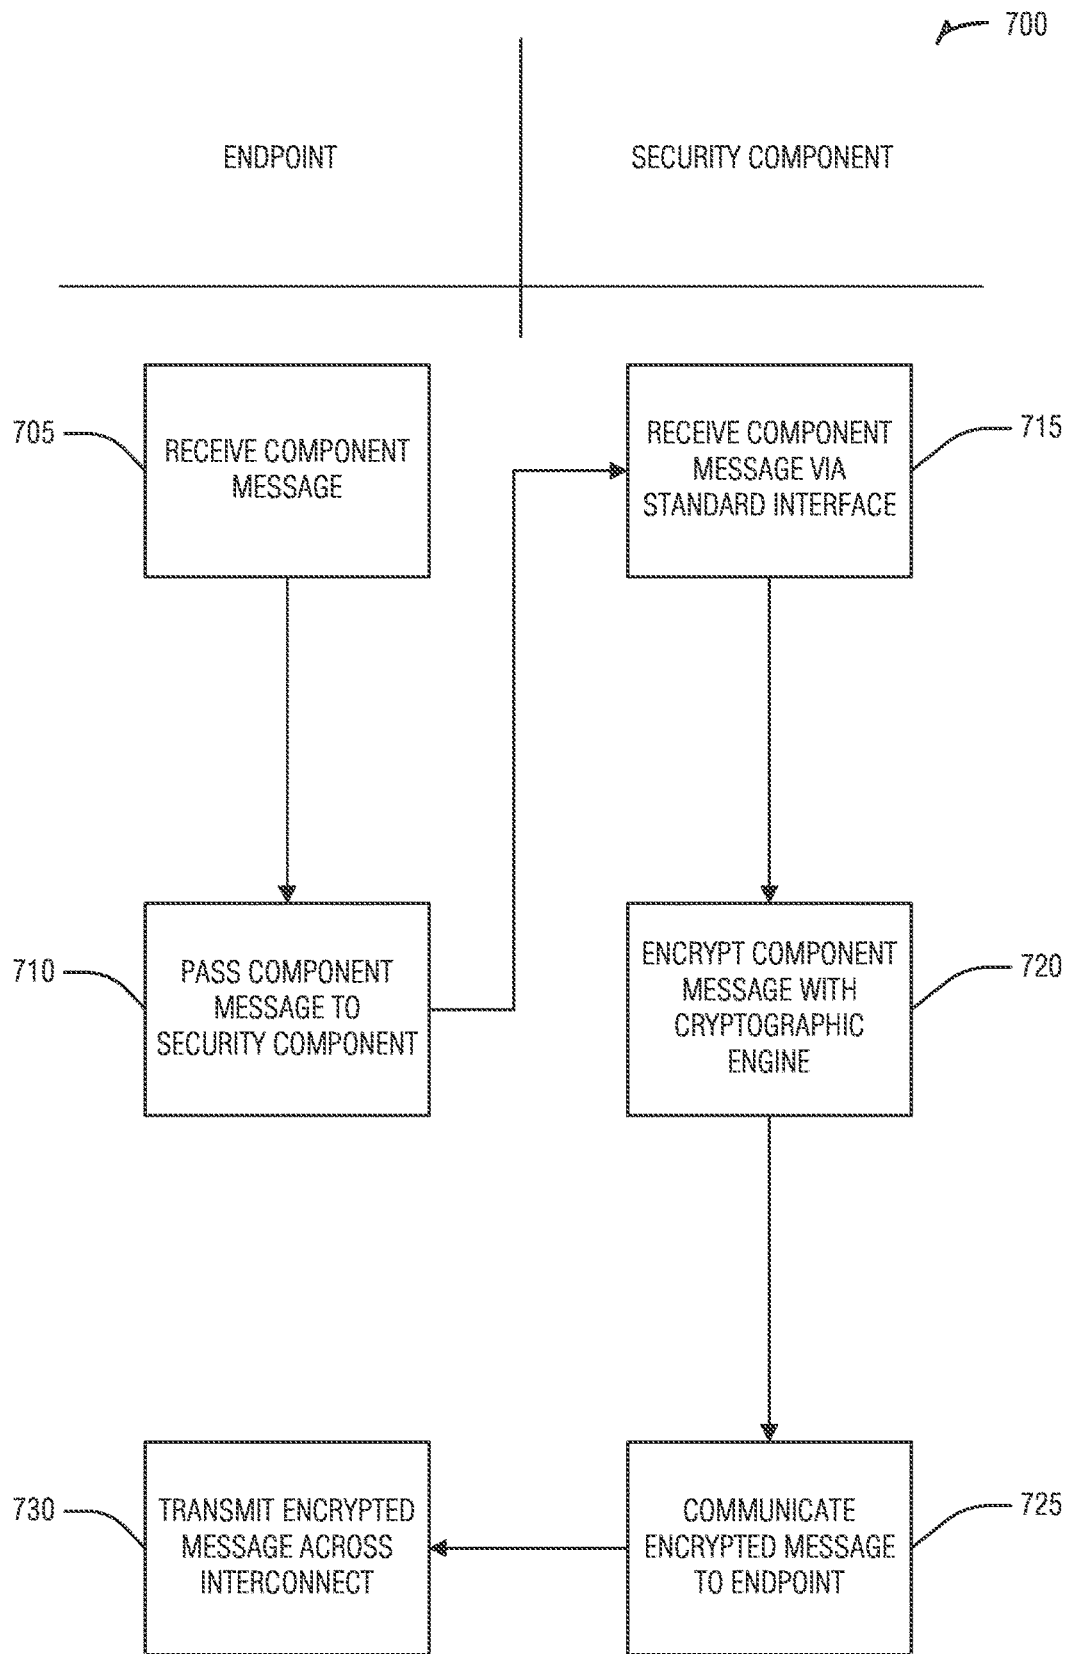 700
ENDPOINT
SECURITY COMPONENT
705
RECEIVE COMPONENT
MESSAGE
RECEIVE COMPONENT
MESSAGE VIA
STANDARD INTERFACE
715
710
PASS COMPONENT
MESSAGE TO
SECURITY COMPONENT
ENCRYPT COMPONENT
MESSAGE WITH
CRYPTOGRAPHIC
ENGINE
720
730
TRANSMIT ENCRYPTED
MESSAGE ACROSS
INTERCONNECT
COMMUNICATE
ENCRYPTED MESSAGE
TO ENDPOINT
725